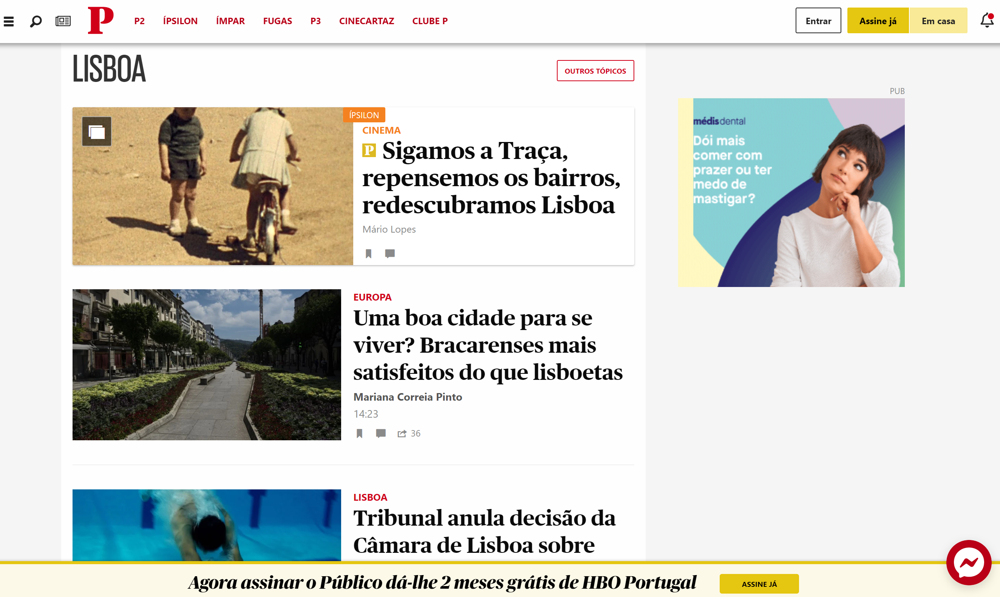 P
P2
ÍPSILON
ÍMPAR
FUGAS
P3
CINECARTAZ
CLUBE P
Entrar
Assine já
Em casa
LISBOA
OUTROS TÓPICOS
ÍPSILON
CINEMA
P Sigamos a Traça,
repensemos os bairros,
redescubramos Lisboa
Mário Lopes
EUROPA
Uma boa cidade para se
viver? Bracarenses mais
satisfeitos do que lisboetas
Mariana Correia Pinto
14:23
36
LISBOA
Tribunal anula decisão da
Câmara de Lisboa sobre
PUB
médisdental
Dói mais
comer com
prazer ou ter
medo de
mastigar?
Agora assinar o Público dá-lhe 2 meses grátis de HBO Portugal
ASSINE JÁ